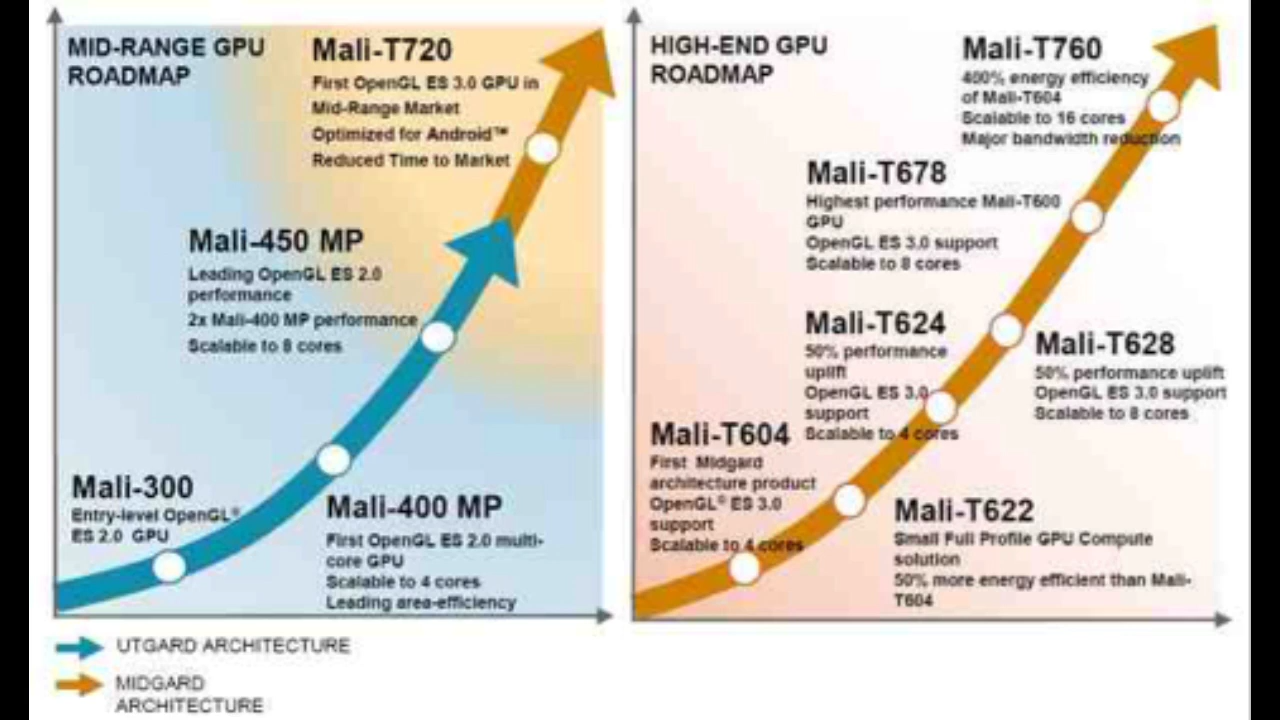 MID-RANGE GPU
ROADMAP
Mali-T720
First OpenGL ES 3.0 GPU in
Mid-Range Market
Optimized for Android™
Reduced Time to Market
Mali-450 MP
Leading OpenGL ES 2.0
performance
2x Mali-400 MP performance
Scalable to 8 cores
Mali-300
Entry-level OpenGL®
ES 2.0 GPU
Mali-400 MP
First OpenGL ES 2.0 multi-
core GPU
Scalable to 4 cores
Leading area-efficiency
HIGH-END GPU
ROADMAP
Mali-T760
400% energy efficiency
of Mali-T604
Scalable to 16 cores
Major bandwidth reduction
Mali-T678
Highest performance Mali-T600
GPU
OpenGL ES 3.0 support
Scalable to 8 cores
Mali-T624
50% performance
uplift
OpenGL ES 3.0
support
Scalable to 4 cores
Mali-T628
50% performance uplift
OpenGL ES 3.0 support
Scalable to 8 cores
Mali-T604
First Midgard
architecture product
OpenGL® ES 3.0
support
Scalable to 4 cores
Mali-T622
Small Full Profile GPU Compute
solution
50% more energy efficient than Mali-
T604
UTGARD ARCHITECTURE
MIDGARD
ARCHITECTURE